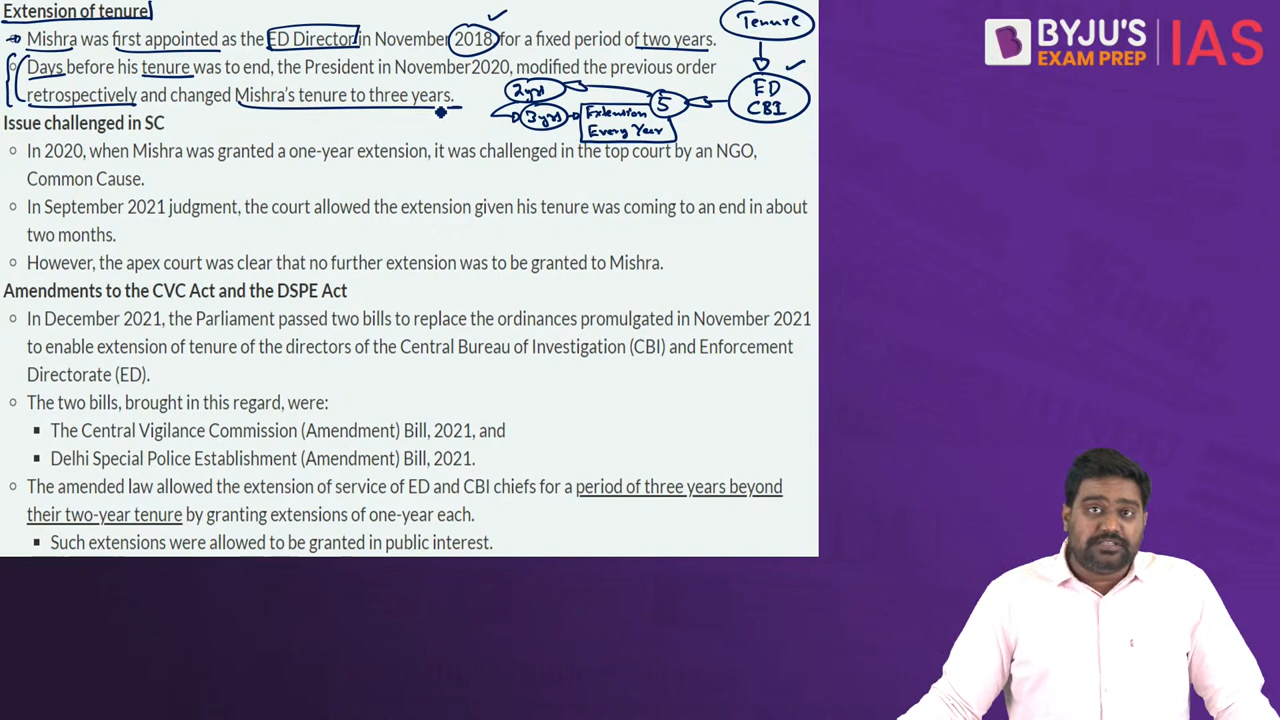 Extension of tenure
Mishra was first appointed as the ED Director in November 2018 for a fixed period of two years.
Days before his tenure was to end, the President in November2020, modified the previous order
retrospectively and changed Mishra's tenure to three years.
Tenure
ED
CBI
5
2yrs
3yrs
Extension
Every Year
Issue challenged in SC
In 2020, when Mishra was granted a one-year extension, it was challenged in the top court by an NGO,
Common Cause.
In September 2021 judgment, the court allowed the extension given his tenure was coming to an end in about
two months.
However, the apex court was clear that no further extension was to be granted to Mishra.
Amendments to the CVC Act and the DSPE Act
In December 2021, the Parliament passed two bills to replace the ordinances promulgated in November 2021
to enable extension of tenure of the directors of the Central Bureau of Investigation (CBI) and Enforcement
Directorate (ED).
The two bills, brought in this regard, were:
The Central Vigilance Commission (Amendment) Bill, 2021, and
Delhi Special Police Establishment (Amendment) Bill, 2021.
The amended law allowed the extension of service of ED and CBI chiefs for a period of three years beyond
their two-year tenure by granting extensions of one-year each.
Such extensions were allowed to be granted in public interest.
BYJU'S
EXAM PREP
IAS